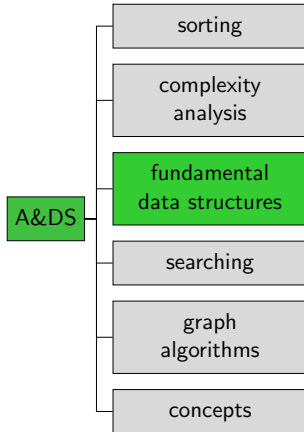 sorting
complexity
analysis
fundamental
data structures
A&DS
searching
graph
algorithms
concepts